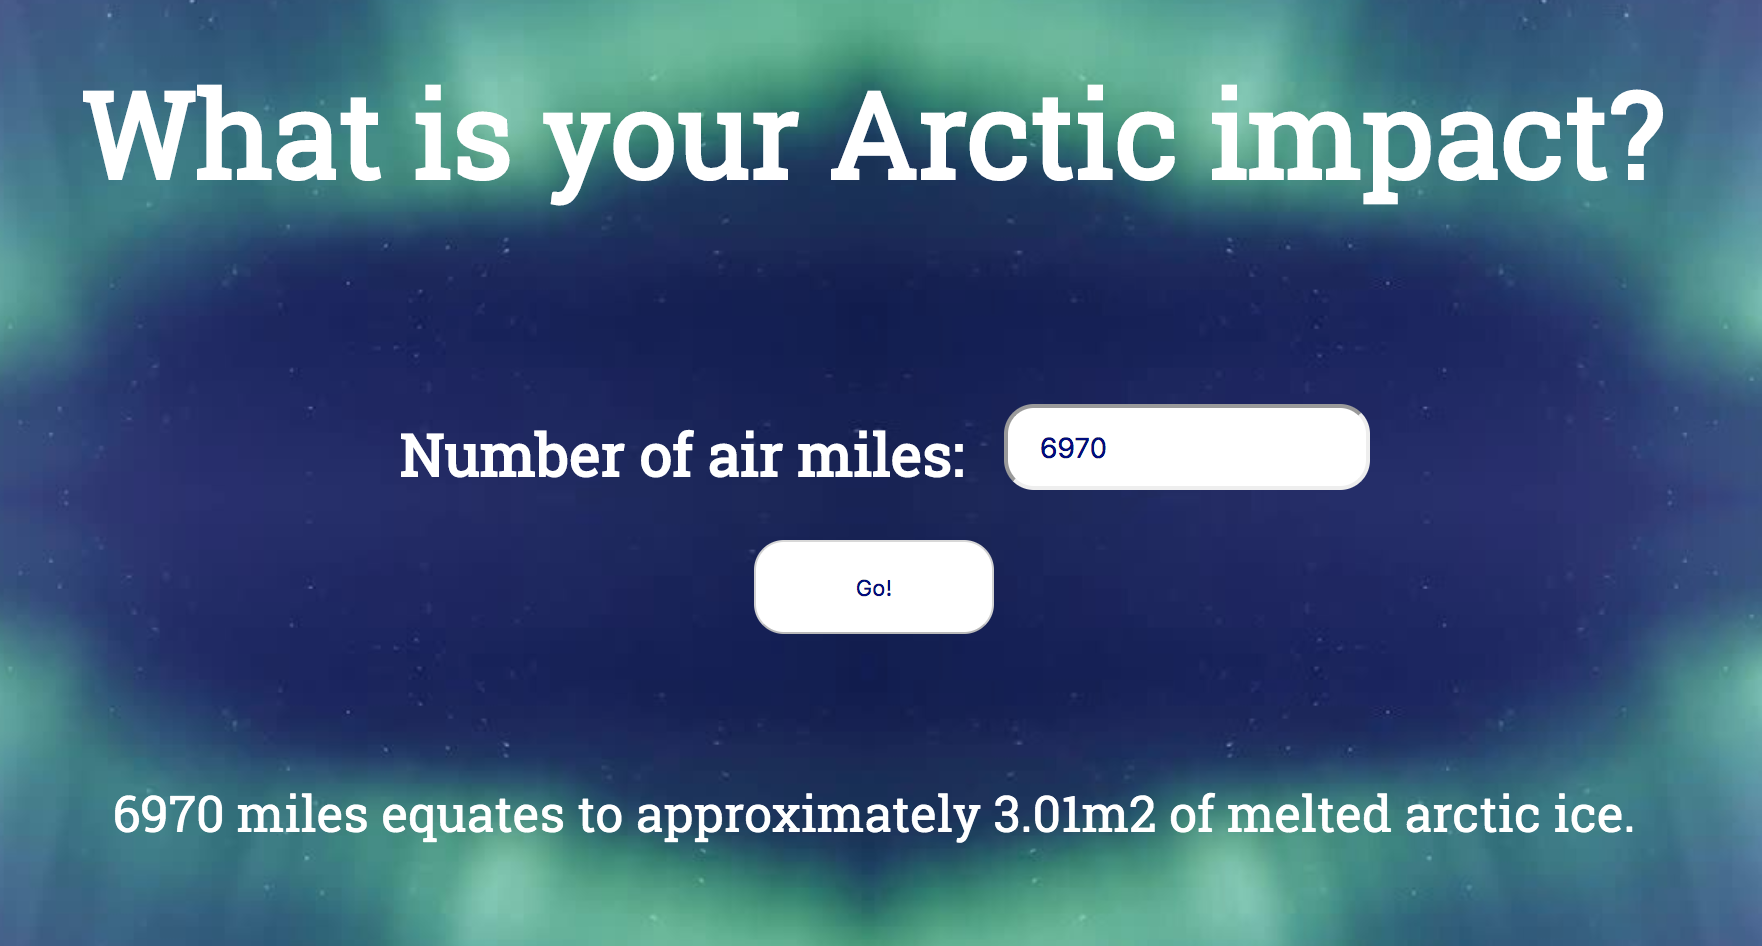 What is your Arctic impact?
Number of air miles: 6970
Go!
6970 miles equates to approximately 3.01m2 of melted arctic ice.